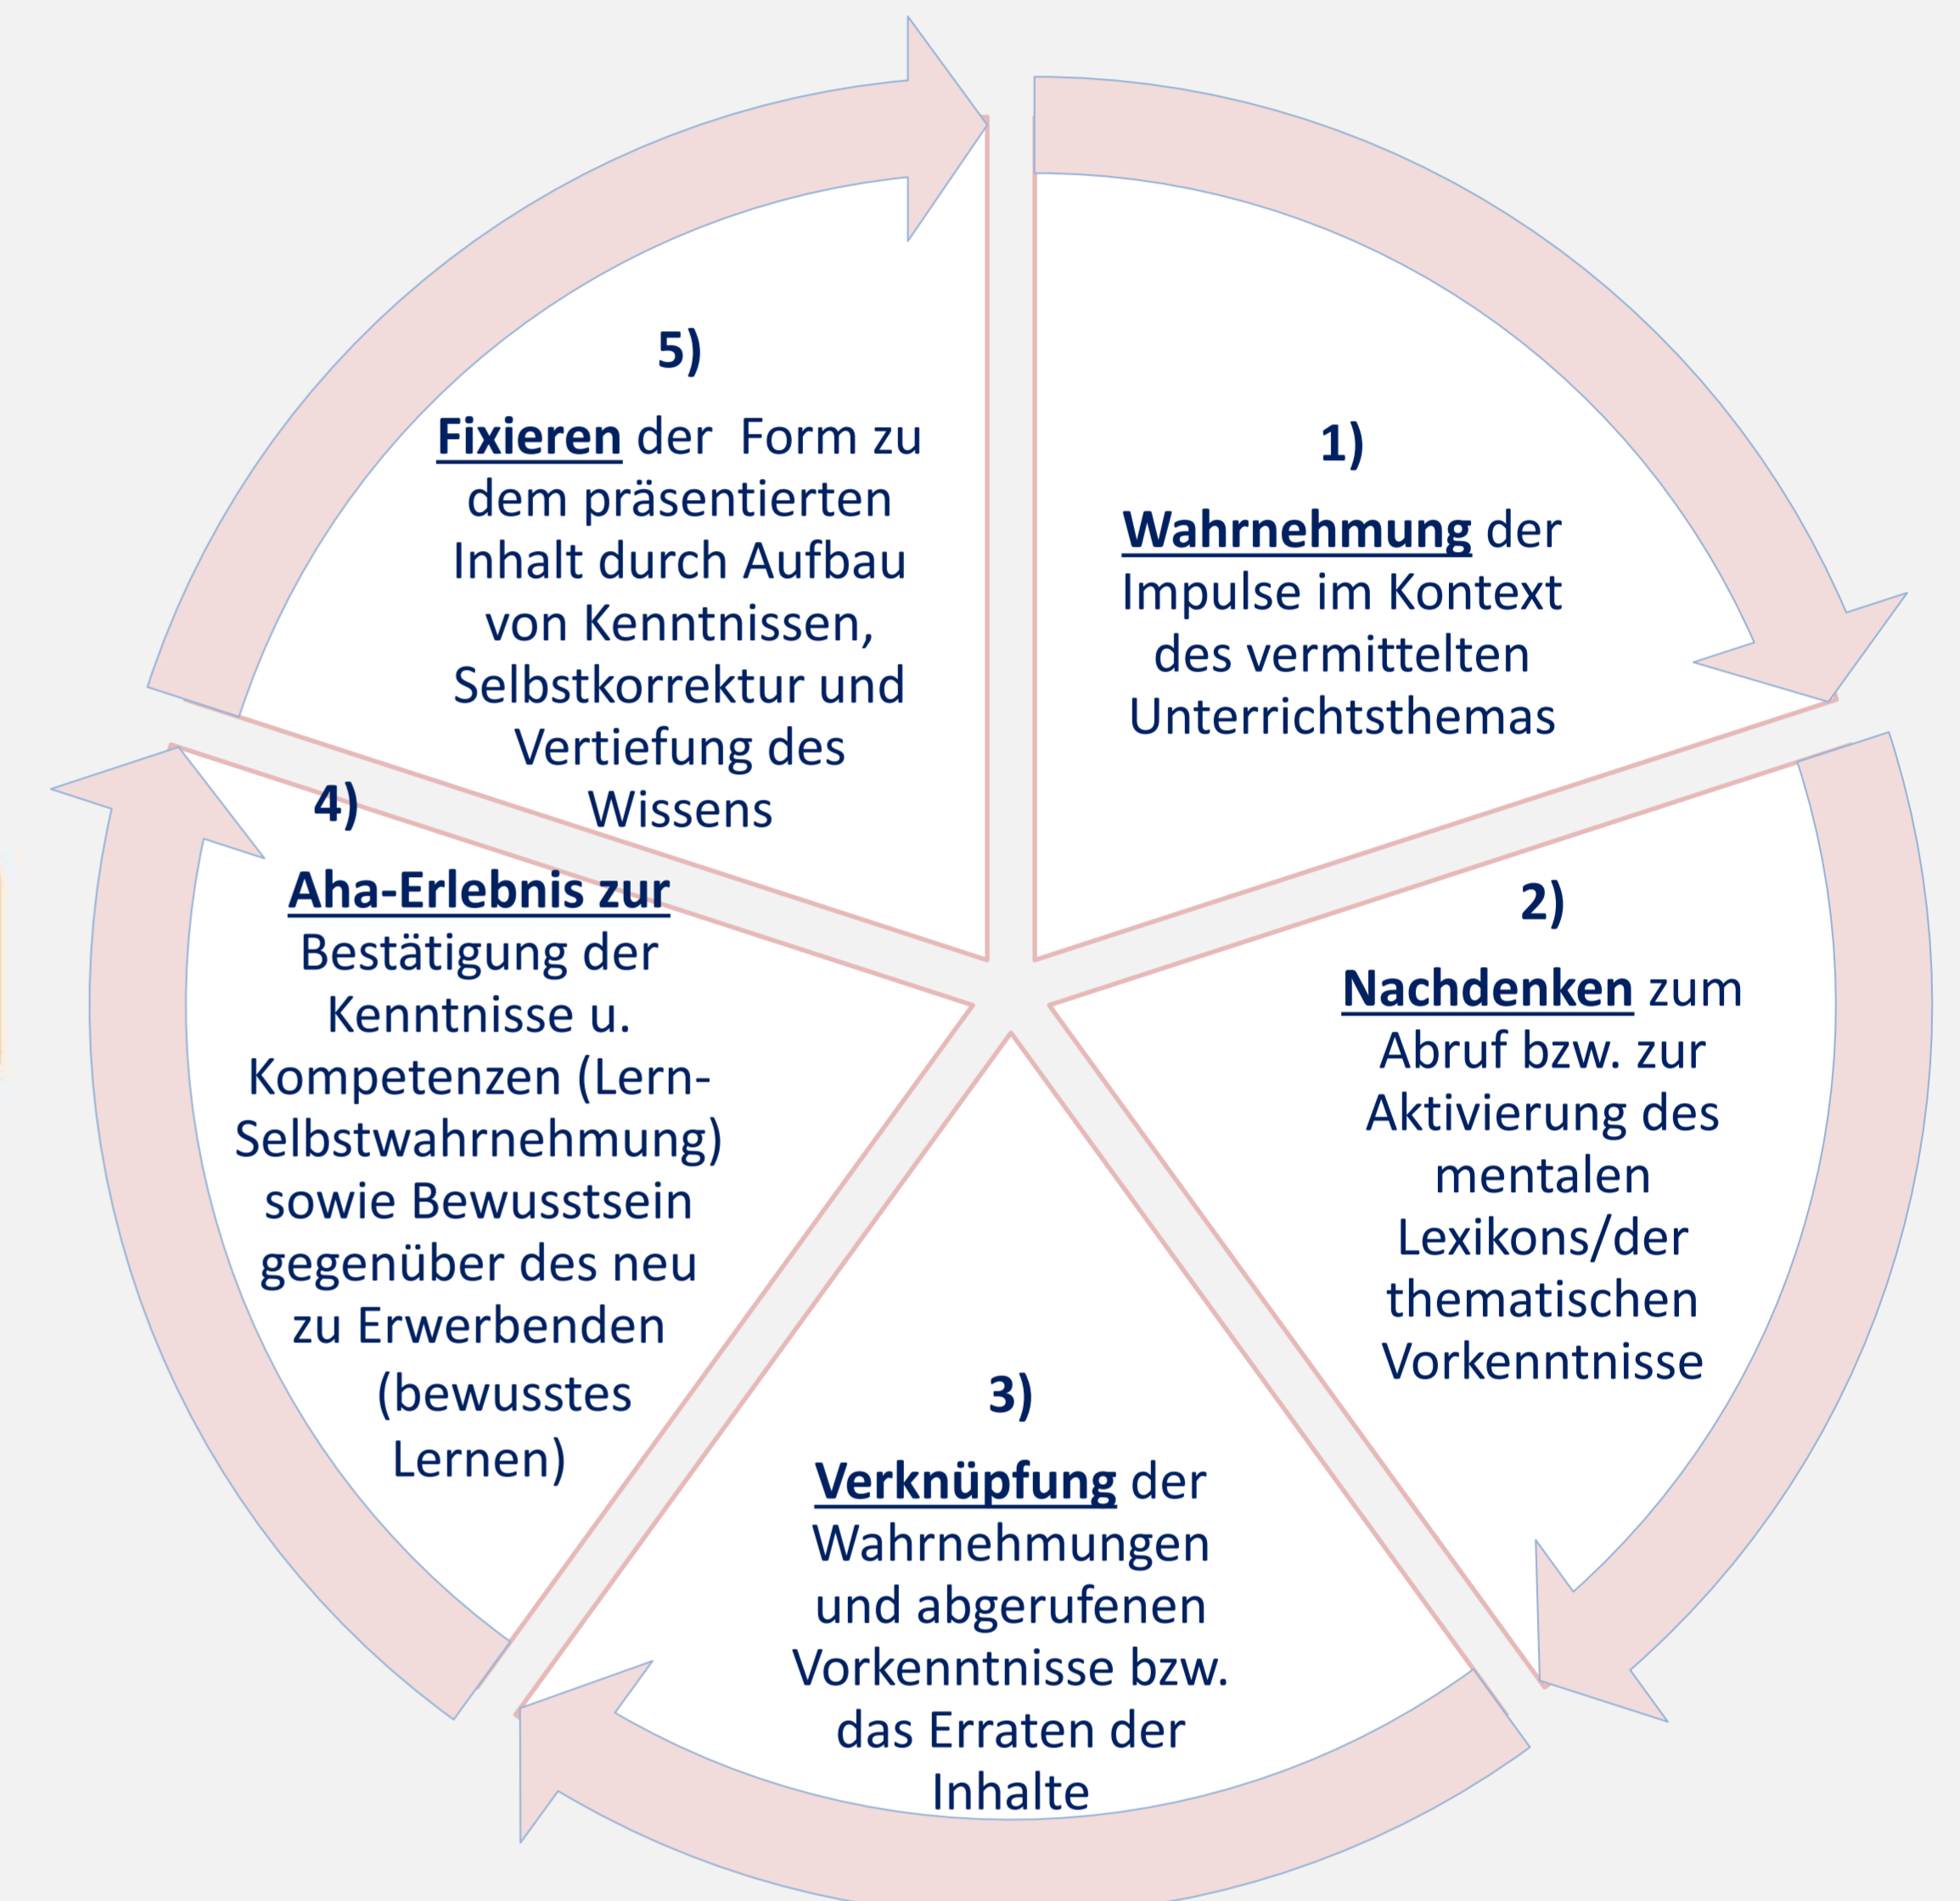 1)
Wahrnehmung der
Impulse im Kontext
des vermittelten
Unterrichtsthemas
2)
Nachdenken zum
Abruf bzw. zur
Aktivierung des
mentalen
Lexikons/der
thematischen
Vorkenntnisse
3)
Verknüpfung der
Wahrnehmungen
und abgerufenen
Vorkenntnisse bzw.
das Erraten der
Inhalte
4)
Aha-Erlebnis zur
Bestätigung der
Kenntnisse u.
Kompetenzen (Lern-
Selbstwahrnehmung)
sowie Bewusstsein
gegenüber des neu
zu Erwerbenden
(bewusstes
Lernen)
5)
Fixieren der Form zu
dem präsentierten
Inhalt durch Aufbau
von Kenntnissen,
Selbstkorrektur und
Vertiefung des
Wissens